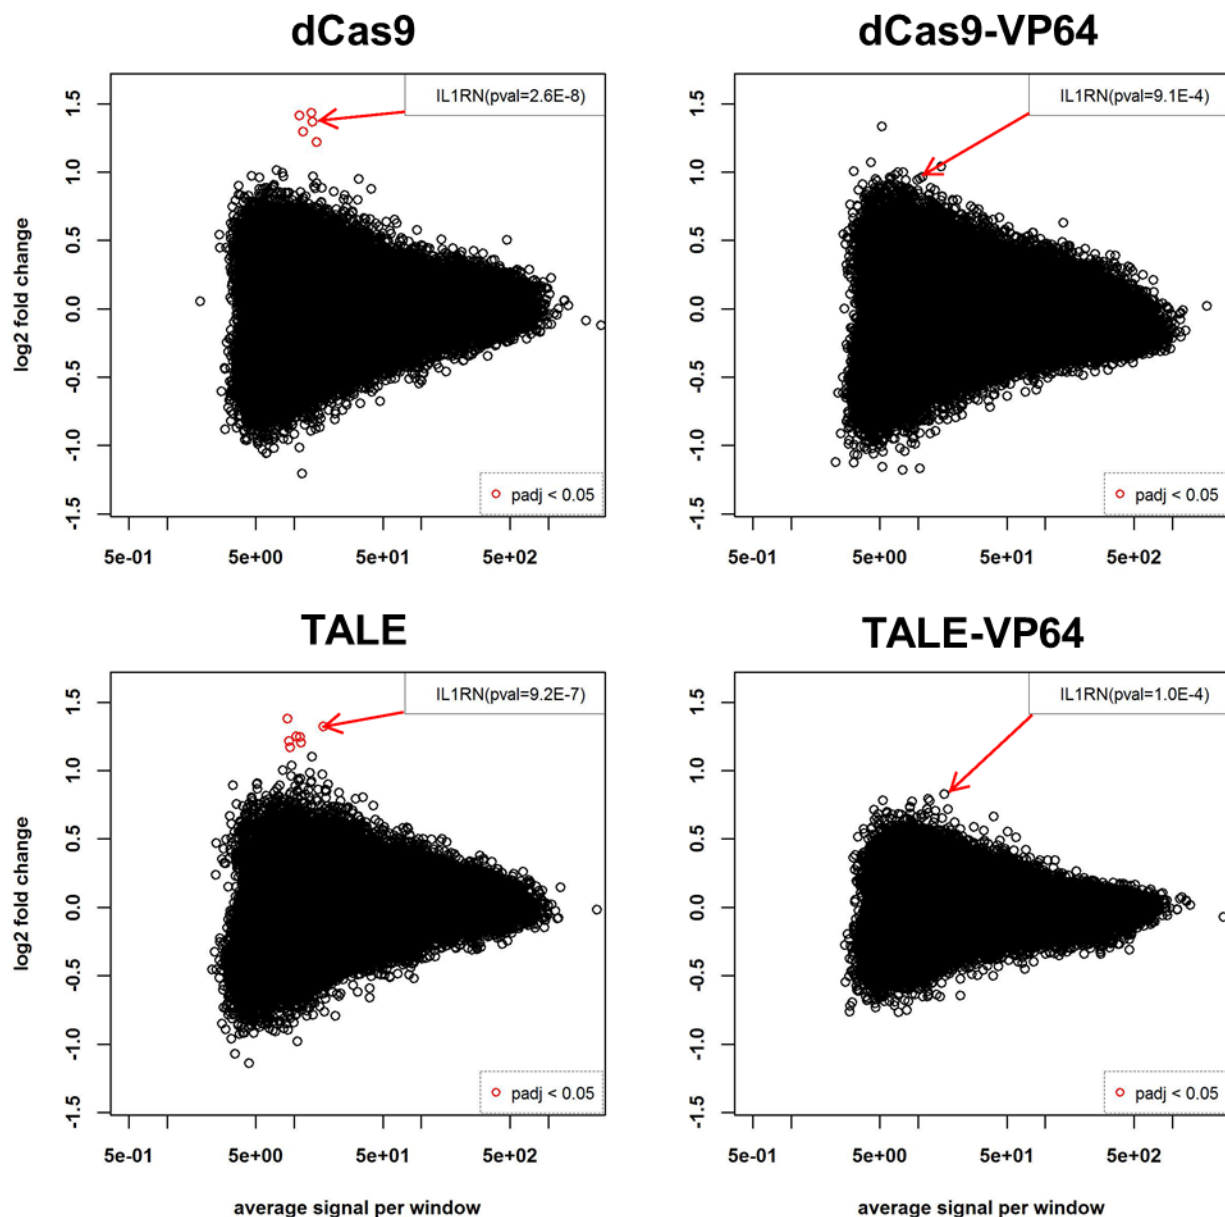 dCas9
dCas9-VP64
IL1RN(pval=2.6E-8)
IL1RN(pval=9.1E-4)
log2 fold change
1.5
1.0
0.5
0.0
-0.5
-1.0
-1.5
1.5
1.0
0.5
0.0
-0.5
-1.0
-1.5
padj < 0.05
padj < 0.05
5e-01 5e+00 5e+01 5e+02
5e-01 5e+00 5e+01 5e+02
TALE
TALE-VP64
IL1RN(pval=9.2E-7)
IL1RN(pval=1.0E-4)
log2 fold change
1.5
1.0
0.5
0.0
-0.5
-1.0
-1.5
1.5
1.0
0.5
0.0
-0.5
-1.0
-1.5
padj < 0.05
padj < 0.05
5e-01 5e+00 5e+01 5e+02
5e-01 5e+00 5e+01 5e+02
average signal per window
average signal per window